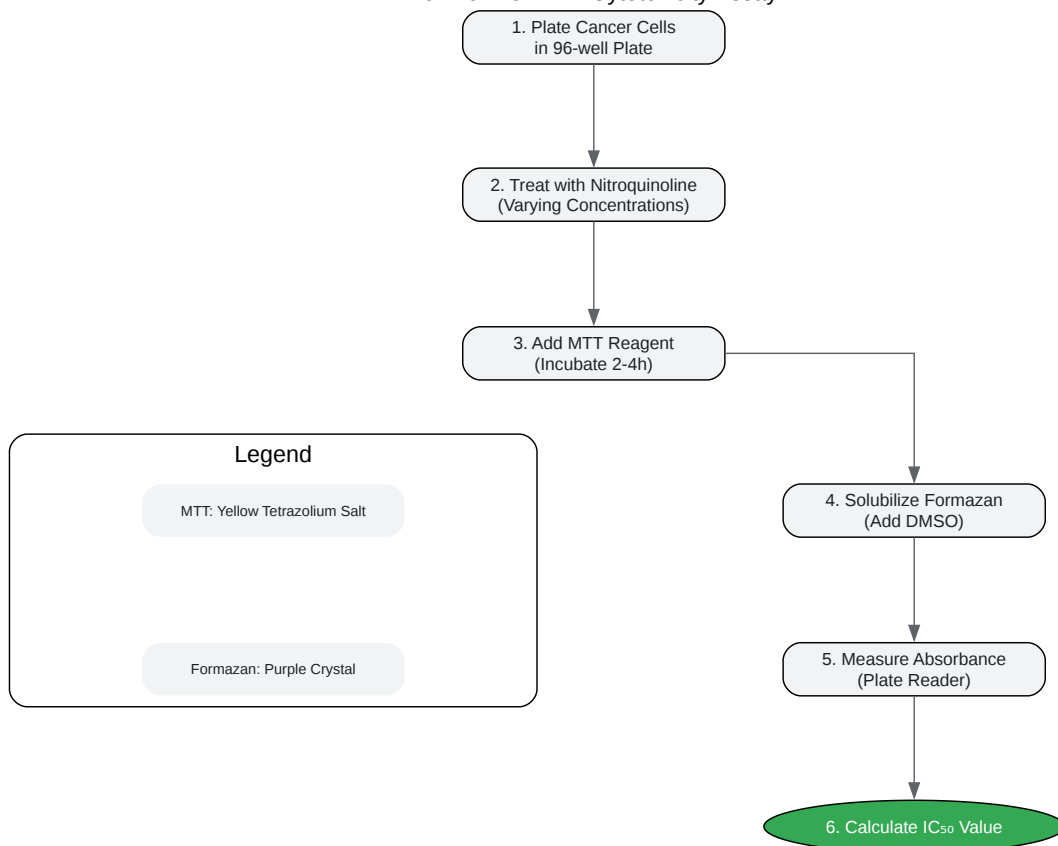 1. Plate Cancer Cells
in 96-well Plate
2. Treat with Nitroquinoline
(Varying Concentrations)
3. Add MTT Reagent
(Incubate 2-4h)
Legend
MTT: Yellow Tetrazolium Salt
Formazan: Purple Crystal
4. Solubilize Formazan
(Add DMSO)
5. Measure Absorbance
(Plate Reader)
6. Calculate IC₅₀ Value